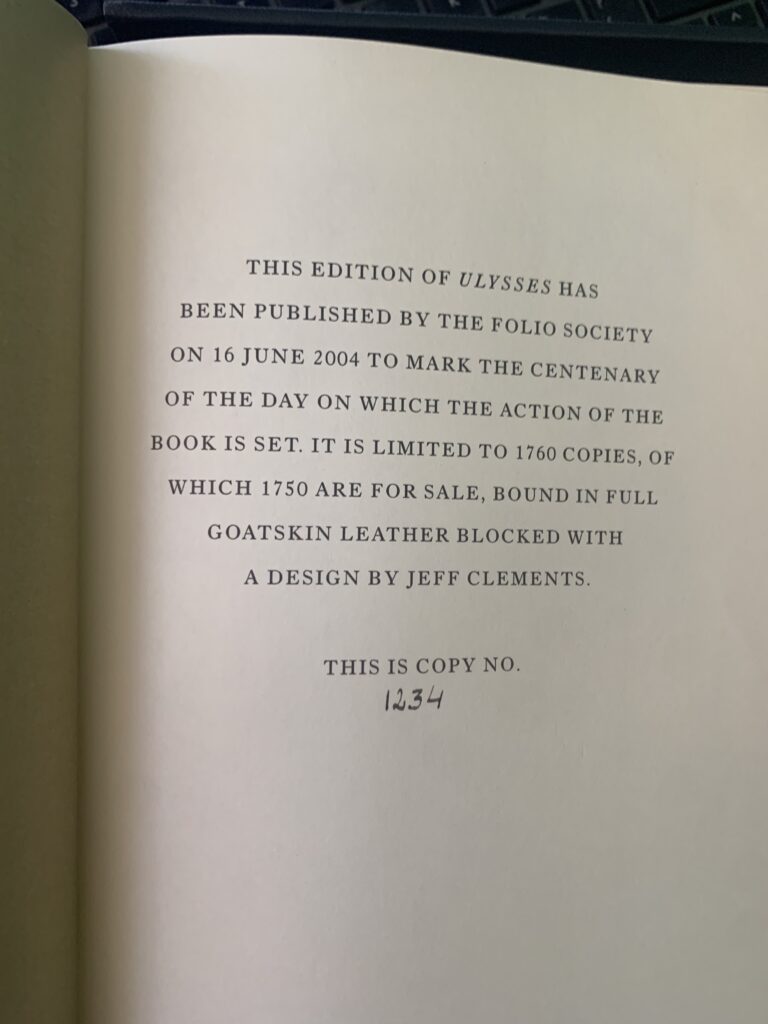 THIS EDITION OF ULYSSES HAS
BEEN PUBLISHED BY THE FOLIO SOCIETY
ON 16 JUNE 2004 TO MARK THE CENTENARY
OF THE DAY ON WHICH THE ACTION OF THE
BOOK IS SET. IT IS LIMITED TO 1760 COPIES, OF
WHICH 1750 ARE FOR SALE, BOUND IN FULL
GOATSKIN LEATHER BLOCKED WITH
A DESIGN BY JEFF CLEMENTS.
THIS IS COPY NO.
1234